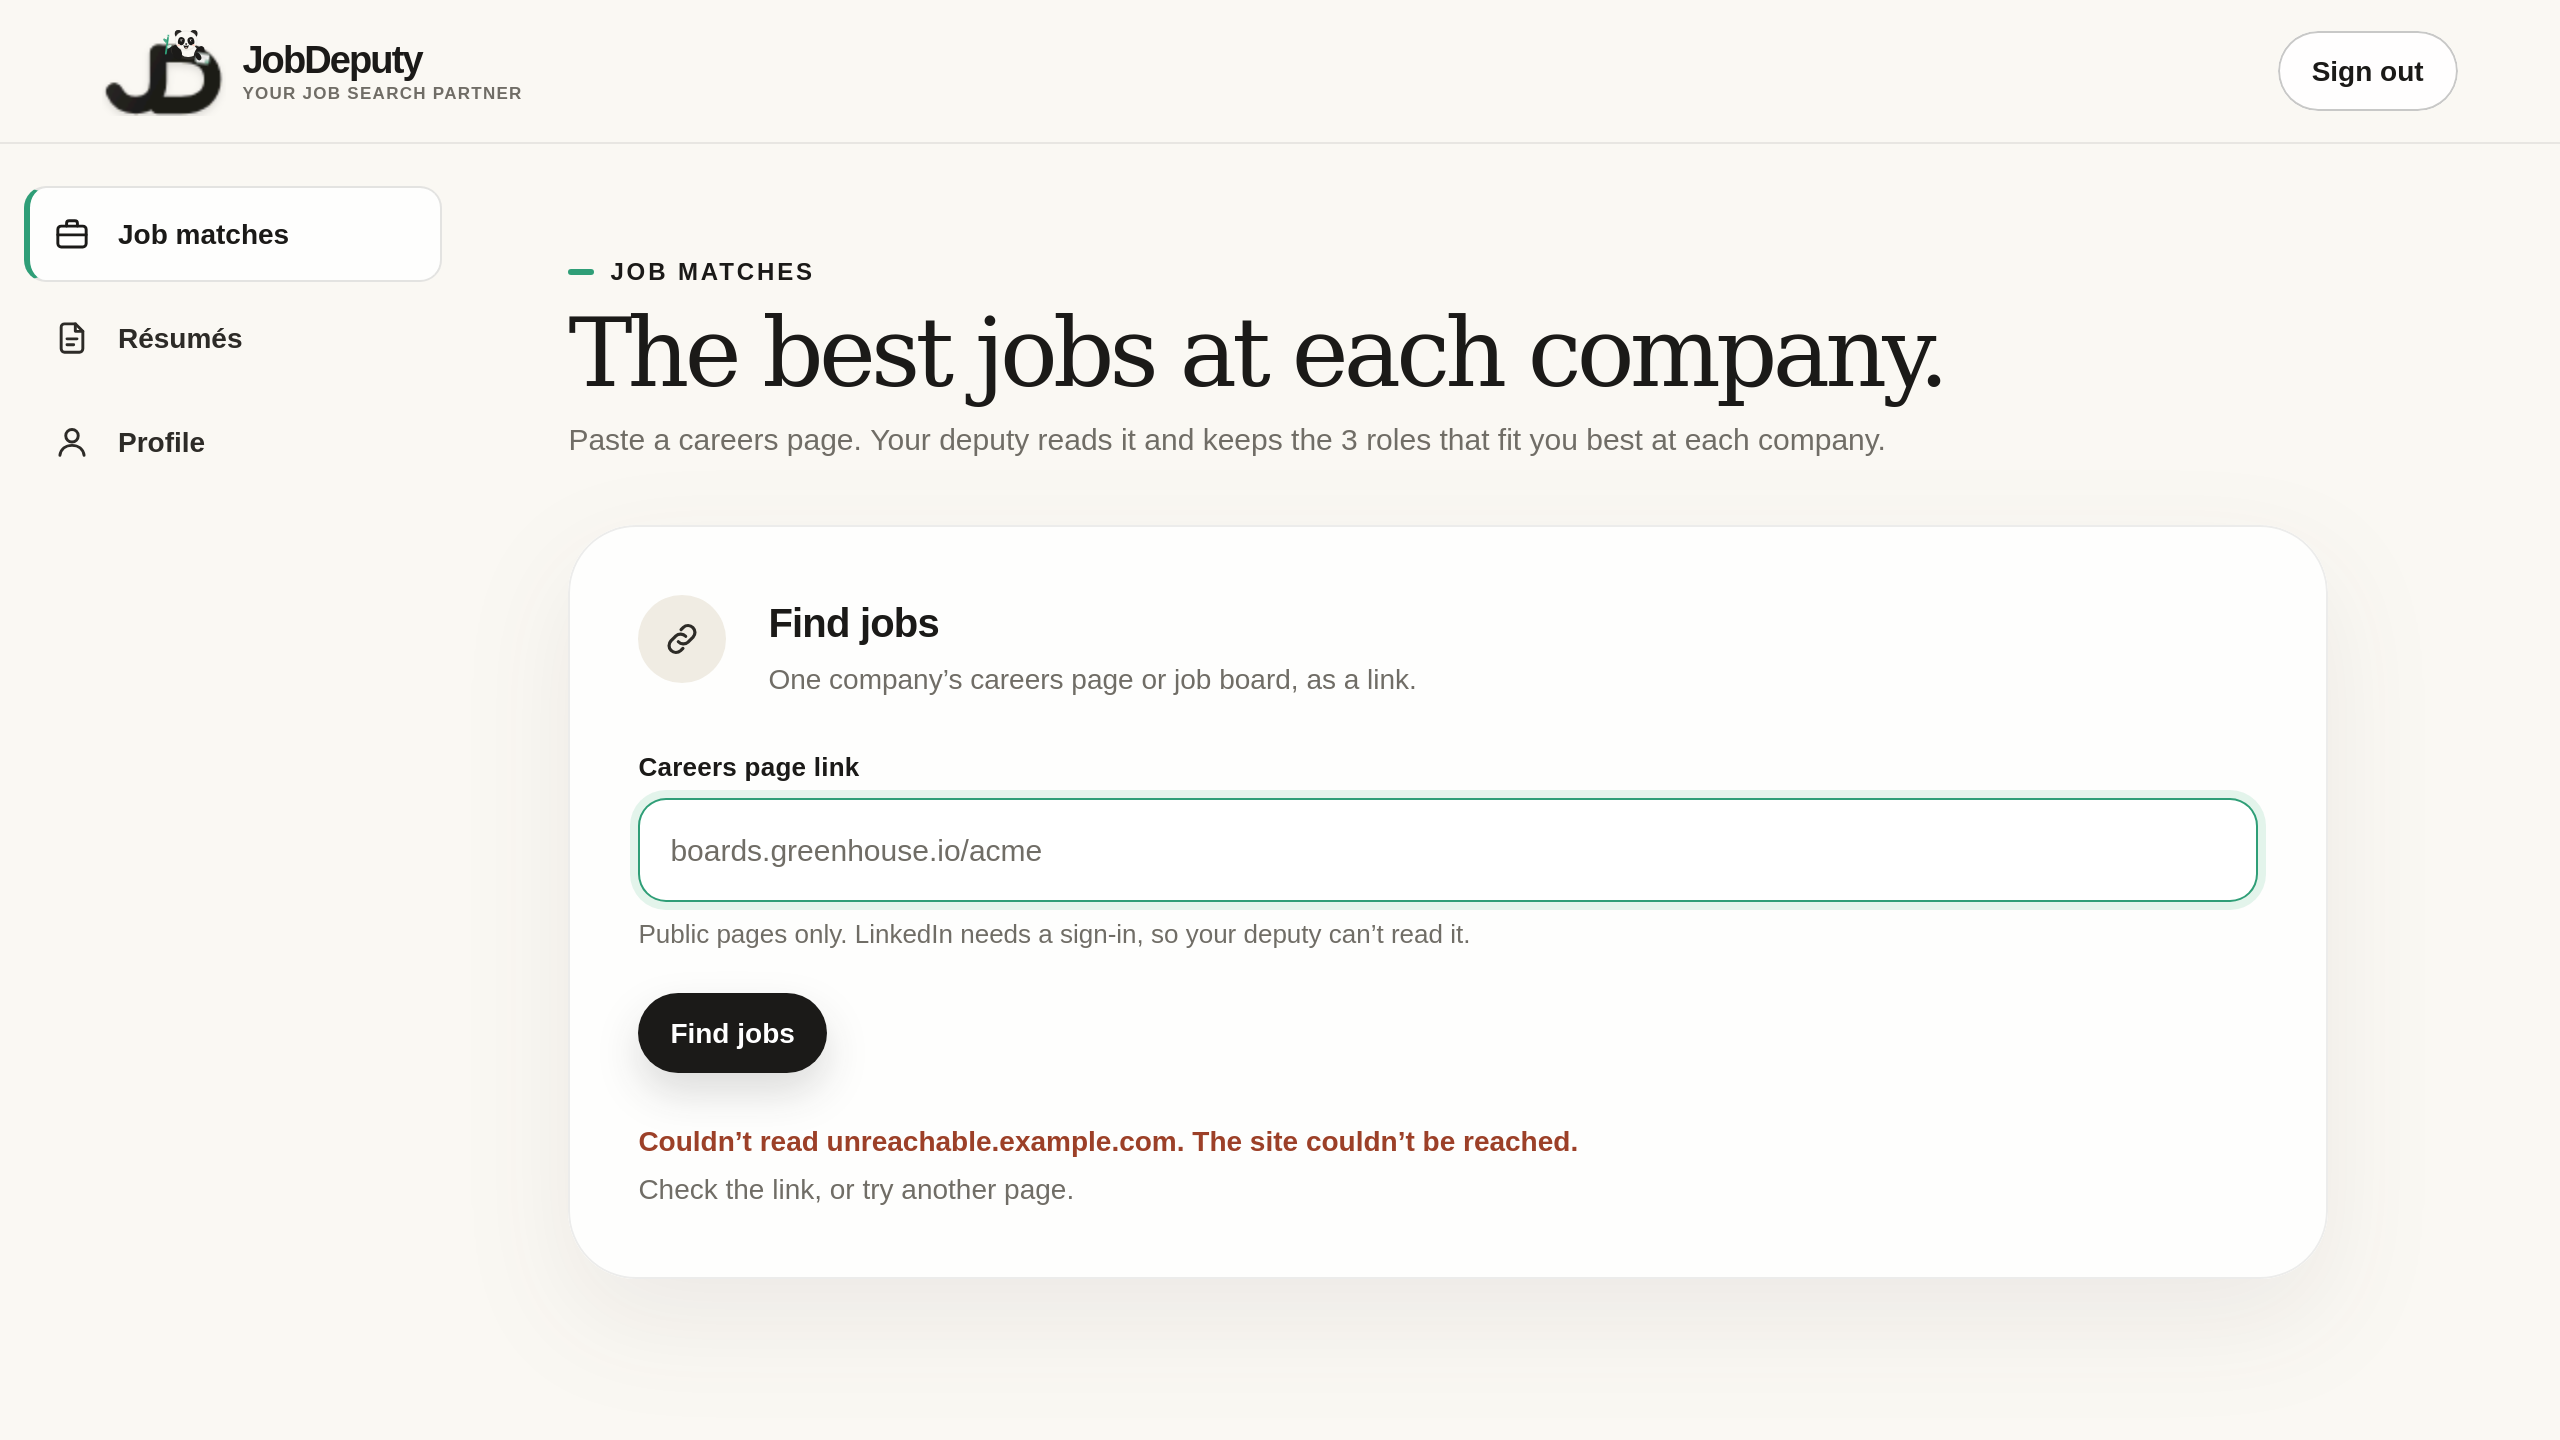 JobDeputy
YOUR JOB SEARCH PARTNER
Sign out
Job matches
Résumés
Profile
JOB MATCHES
The best jobs at each company.
Paste a careers page. Your deputy reads it and keeps the 3 roles that fit you best at each company.
Find jobs
One company’s careers page or job board, as a link.
Careers page link
boards.greenhouse.io/acme
Public pages only. LinkedIn needs a sign-in, so your deputy can’t read it.
Find jobs
Couldn’t read unreachable.example.com. The site couldn’t be reached.
Check the link, or try another page.